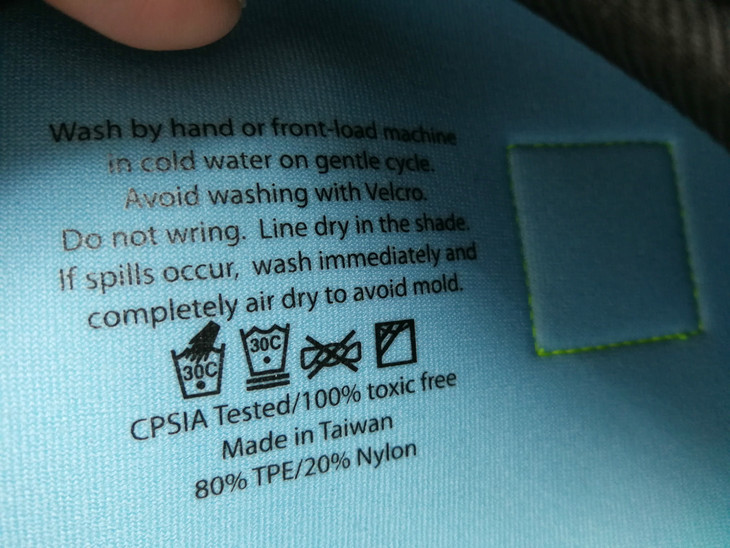 Wash by hand or front-load machine
in cold water on gentle cycle.
Avoid washing with Velcro.
Do not wring. Line dry in the shade.
If spills occur, wash immediately and
completely air dry to avoid mold.
30C 30C
CPSIA Tested/100% toxic free
Made in Taiwan
80% TPE/20% Nylon